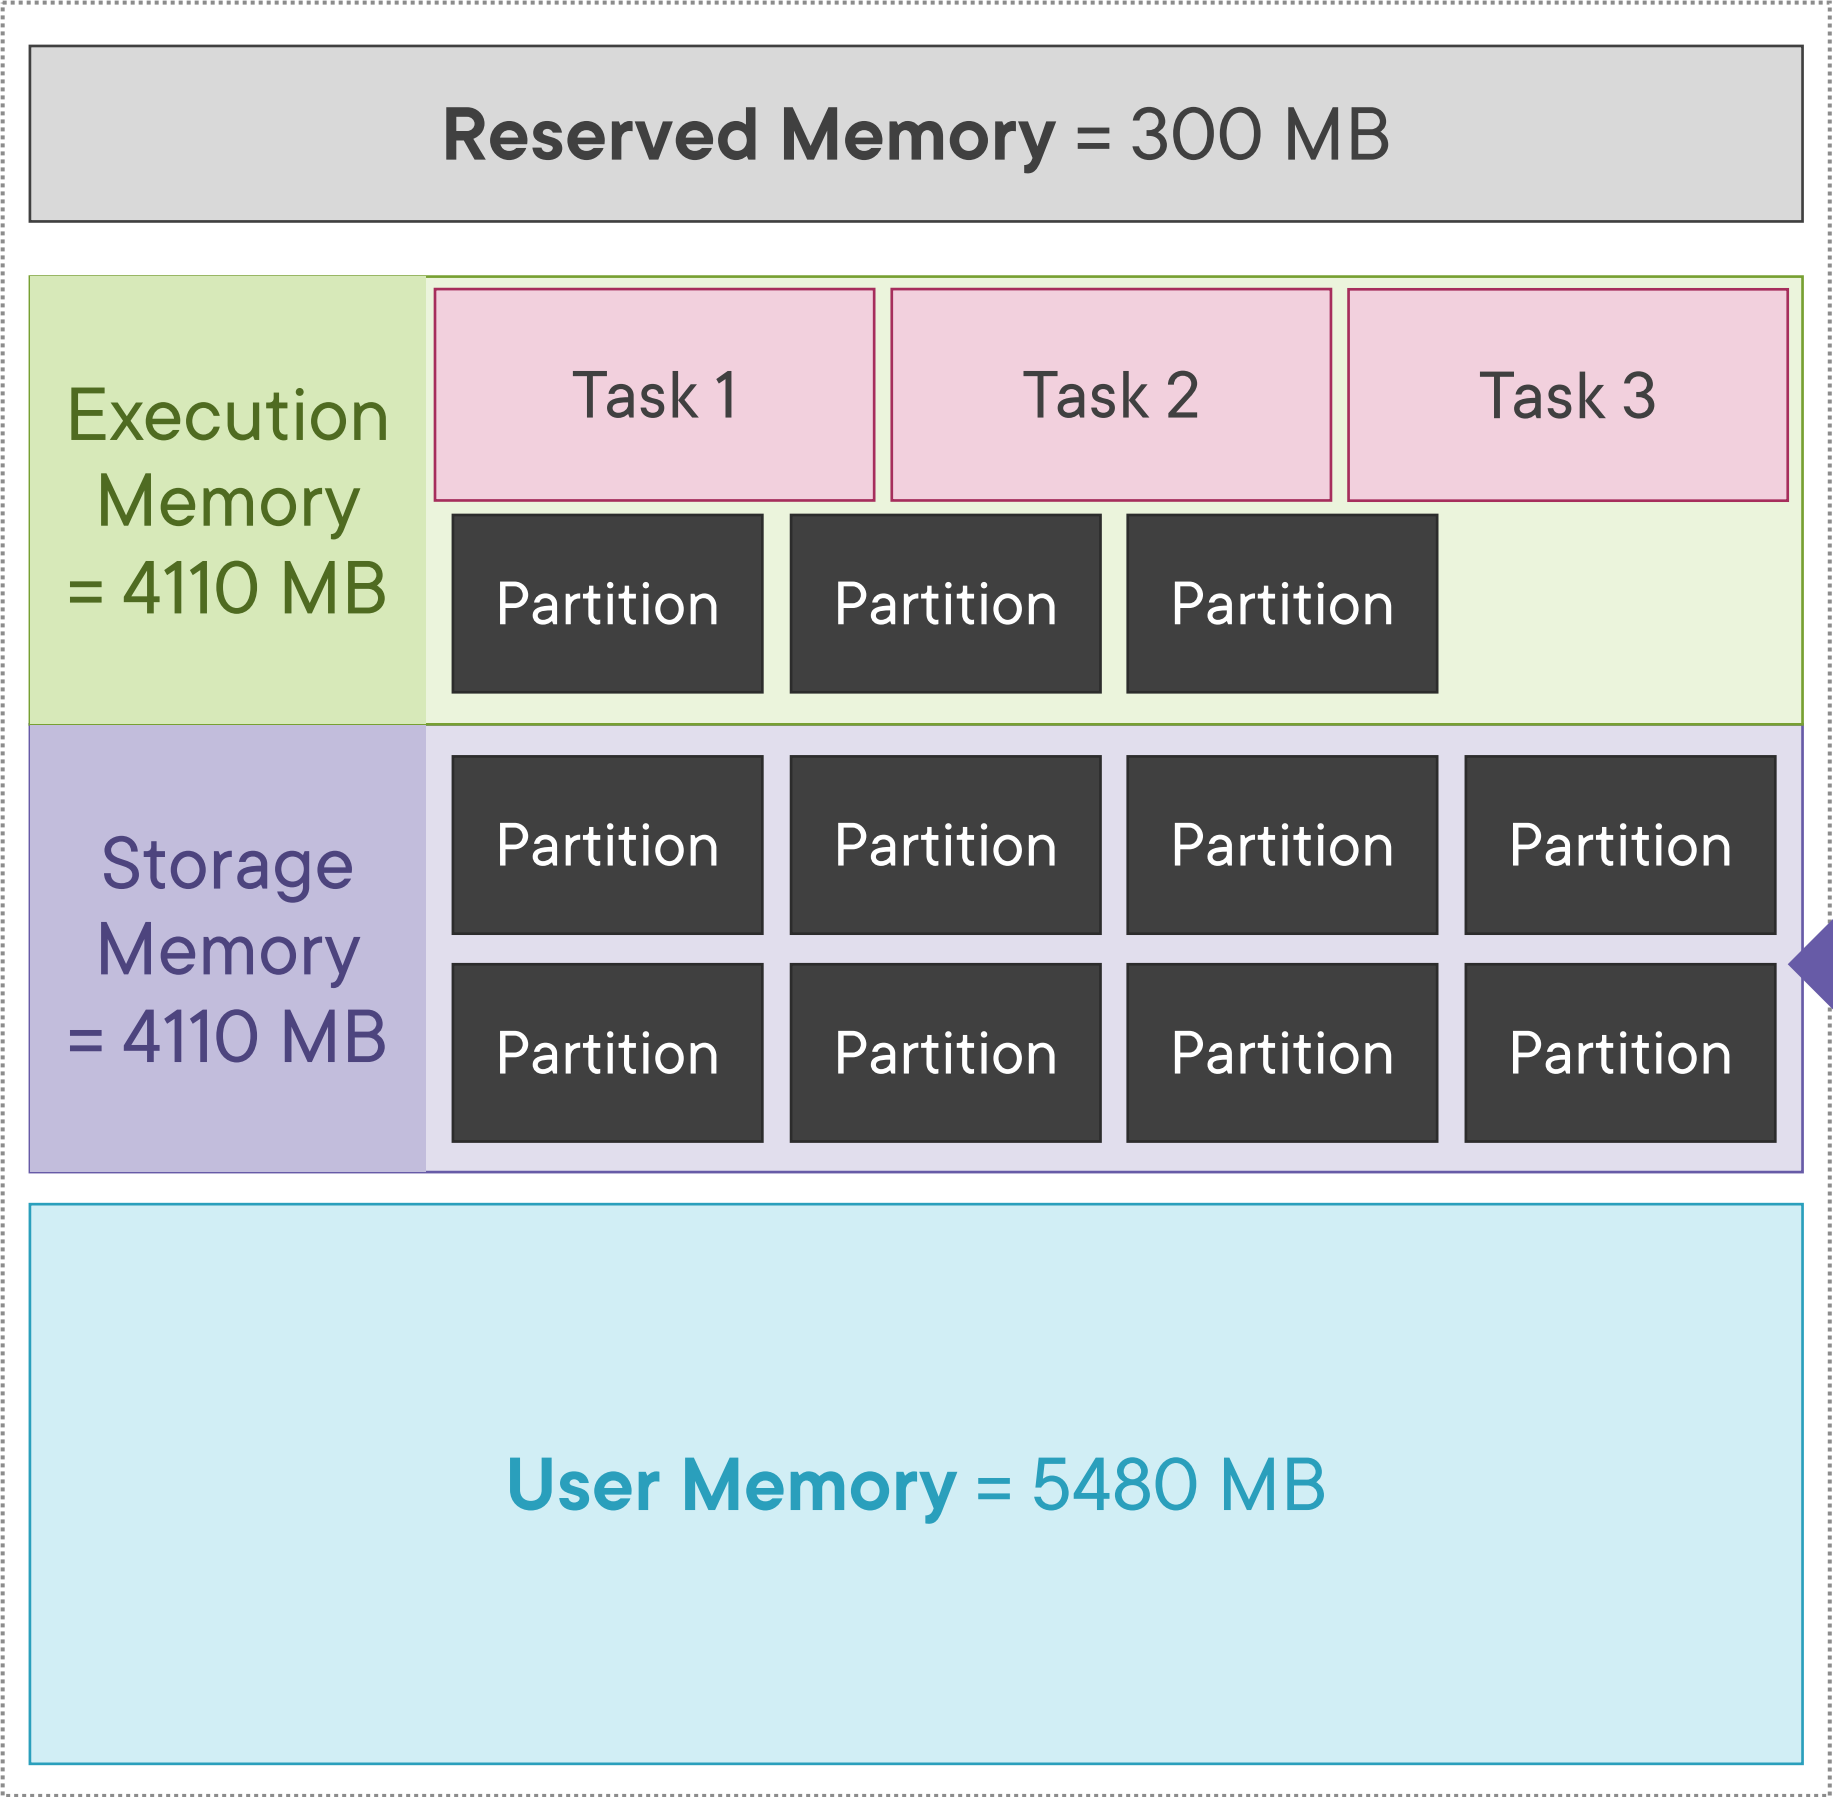 Reserved Memory = 300 MB
Execution
Memory
= 4110 MB
Task 1
Task 2
Task 3
Partition
Partition
Partition
Storage
Memory
= 4110 MB
Partition
Partition
Partition
Partition
Partition
Partition
Partition
Partition
User Memory = 5480 MB